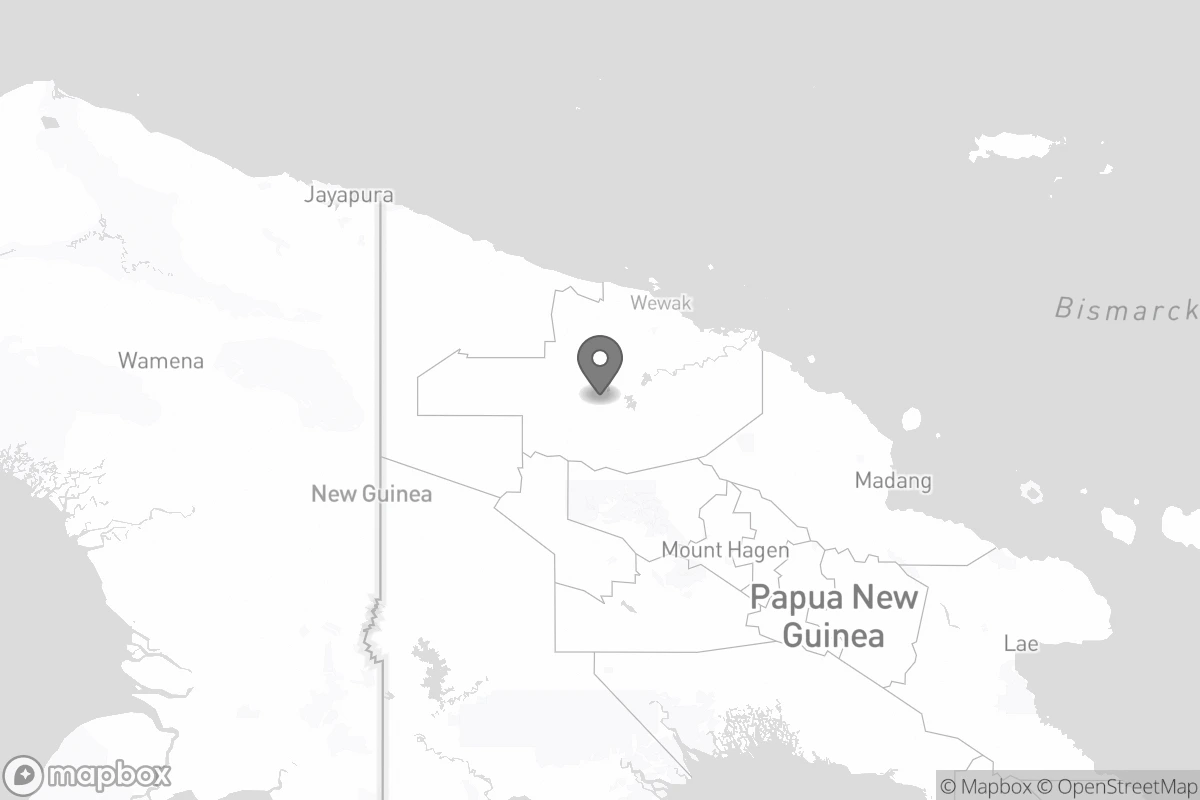 Jayapura
Wewak
Bismarck
Wamena
Madang
New Guinea
Mount Hagen
Papua New
Guinea
Lae
mapbox
© Mapbox © OpenStreetMap